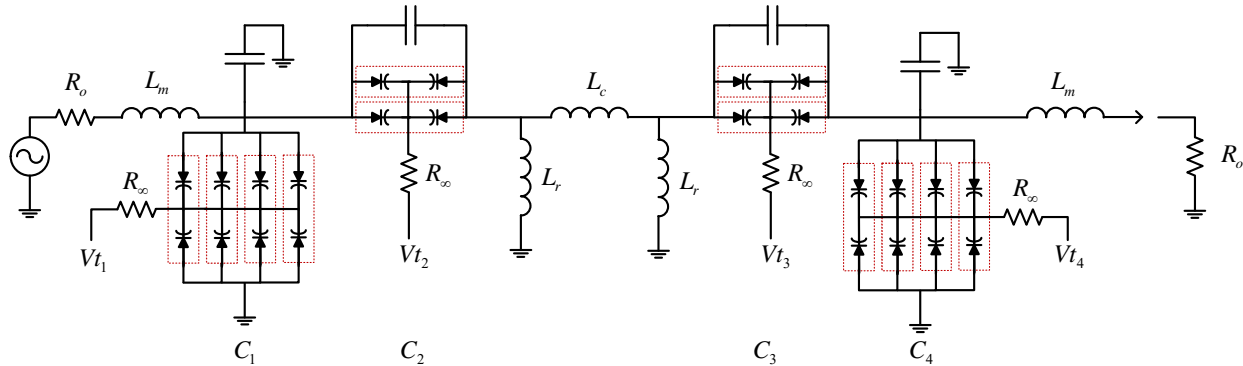 R_o
L_m
L_c
L_m
R_∞
R_∞
L_r
L_r
R_∞
R_∞
R_o
Vt_1
Vt_2
Vt_3
Vt_4
C_1
C_2
C_3
C_4